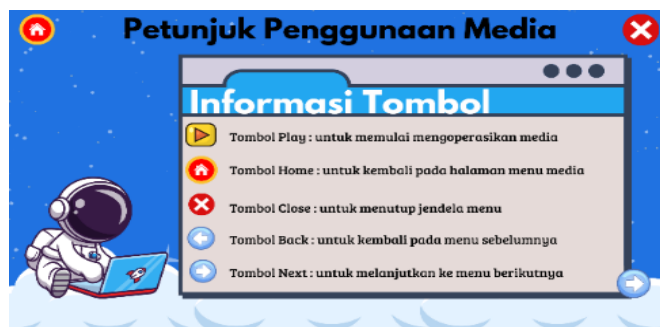 Petunjuk Penggunaan Media
Informasi Tombol
Tombol Play : untuk memulai mengoperasikan media
Tombol Home : untuk kembali pada halaman menu media
Tombol Close : untuk menutup jendela menu
Tombol Back : untuk kembali pada menu sebelumnya
Tombol Next : untuk melanjutkan ke menu berikutnya